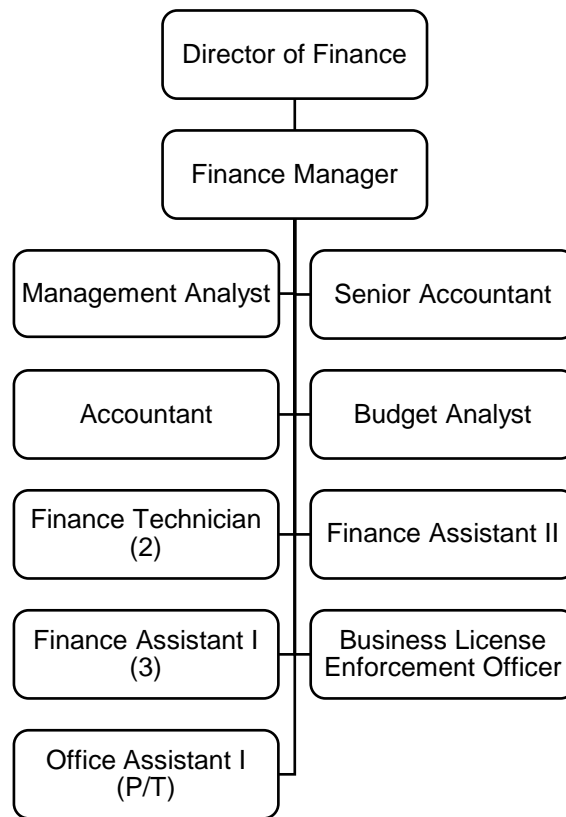 Director of Finance
Finance Manager
Management Analyst
Senior Accountant
Accountant
Budget Analyst
Finance Technician
(2)
Finance Assistant II
Finance Assistant I
(3)
Business License
Enforcement Officer
Office Assistant I
(P/T)